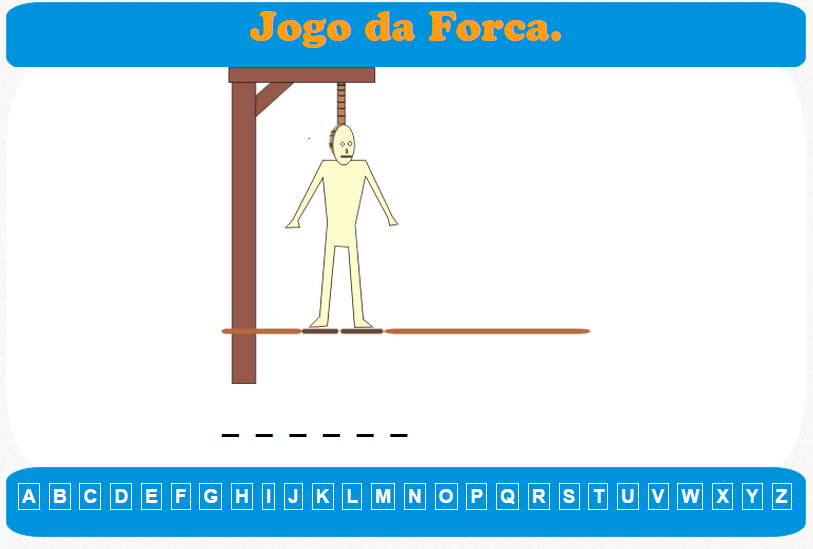 Jogo da Forca.
_ _ _ _ _ _
A B C D E F G H I J K L M N O P Q R S T U V W X Y Z